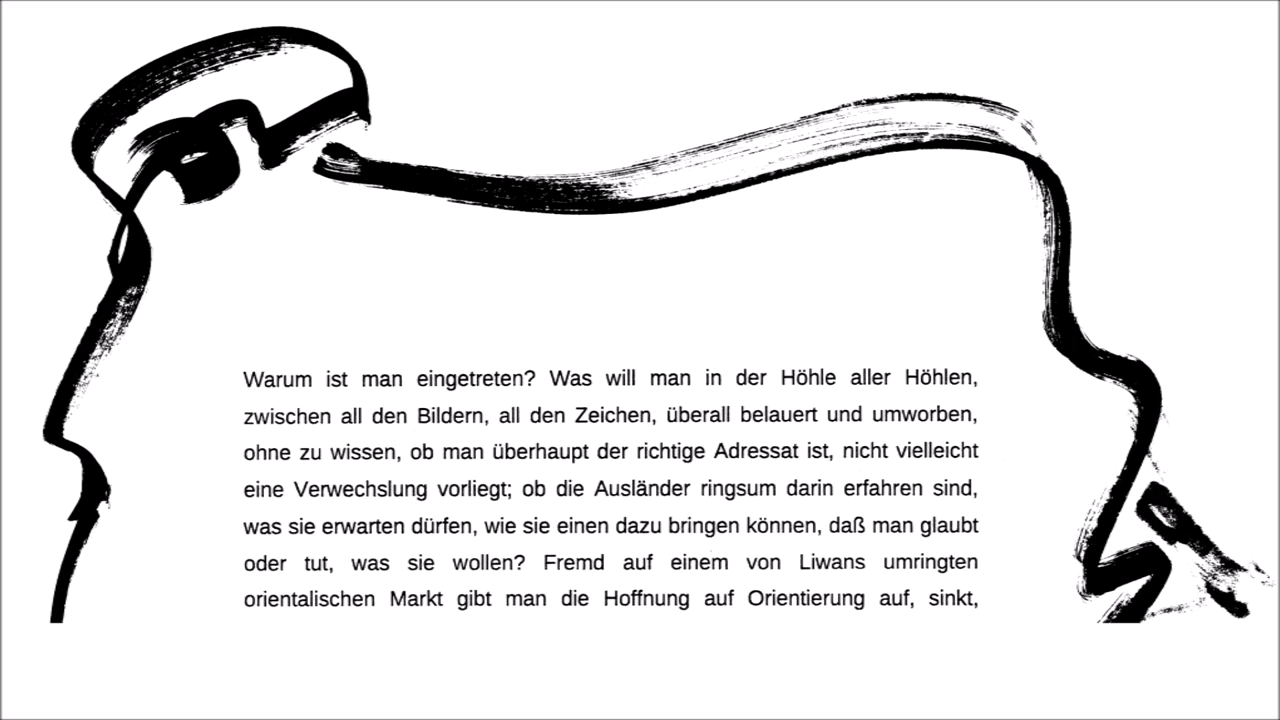 Warum ist man eingetreten? Was will man in der Höhle aller Höhlen,
zwischen all den Bildern, all den Zeichen, überall belauert und umworben,
ohne zu wissen, ob man überhaupt der richtige Adressat ist, nicht vielleicht
eine Verwechslung vorliegt; ob die Ausländer ringsum darin erfahren sind,
was sie erwarten dürfen, wie sie einen dazu bringen können, daß man glaubt
oder tut, was sie wollen? Fremd auf einem von Liwans umringten
orientalischen Markt gibt man die Hoffnung auf Orientierung auf, sinkt,